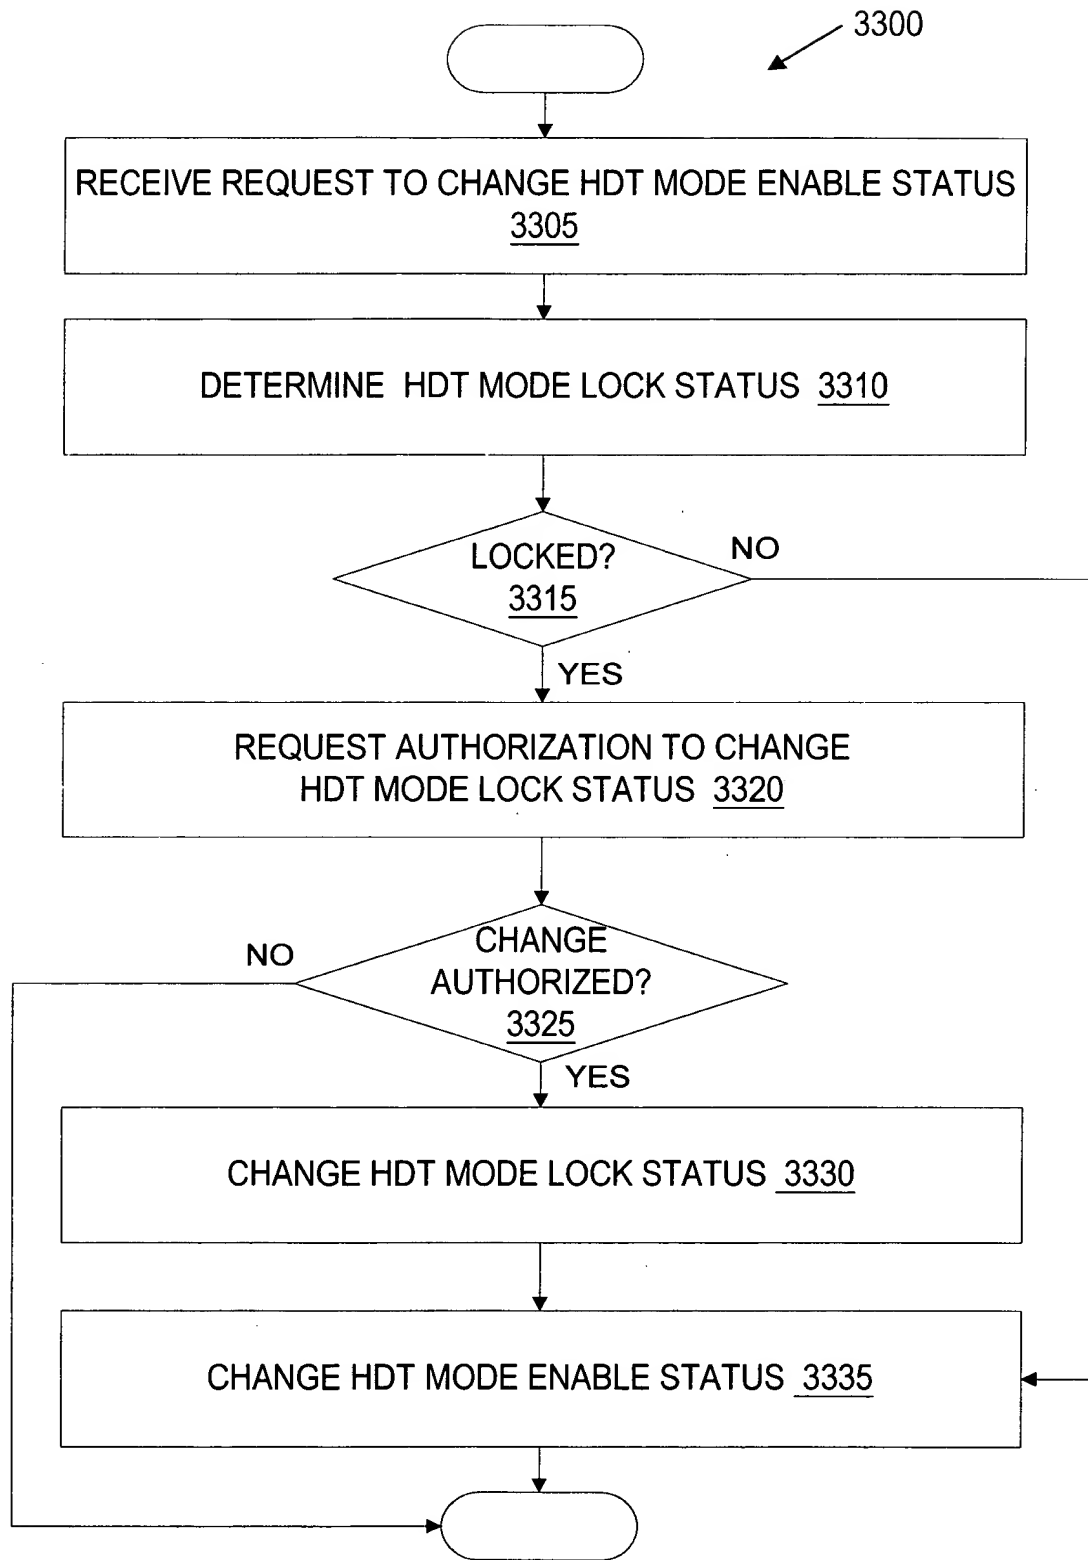 3300
RECEIVE REQUEST TO CHANGE HDT MODE ENABLE STATUS
3305
DETERMINE HDT MODE LOCK STATUS 3310
LOCKED?
3315
NO
YES
REQUEST AUTHORIZATION TO CHANGE
HDT MODE LOCK STATUS 3320
NO
CHANGE
AUTHORIZED?
3325
YES
CHANGE HDT MODE LOCK STATUS 3330
CHANGE HDT MODE ENABLE STATUS 3335